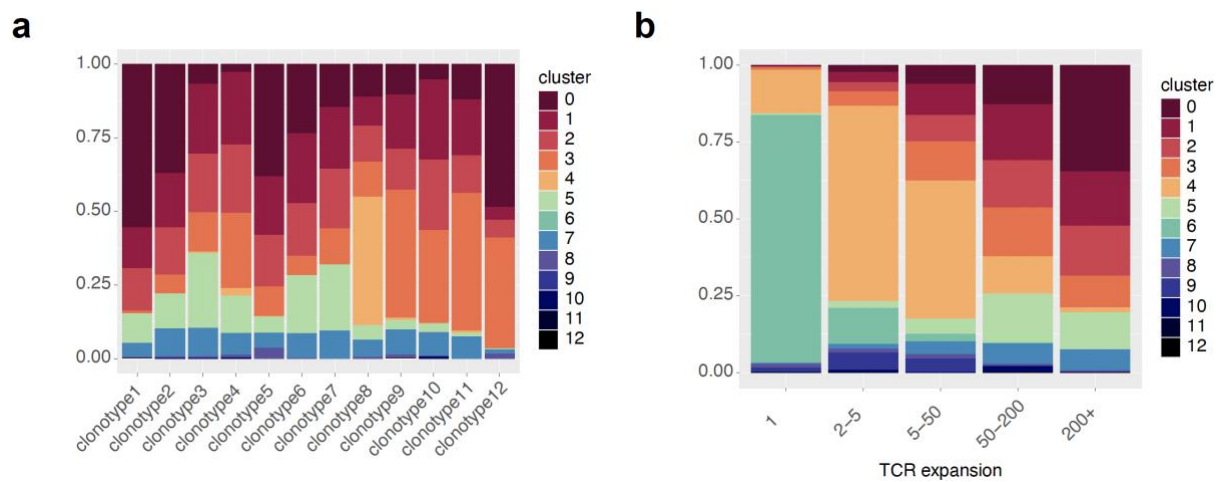 a
1.00
0.75
0.50
0.25
0.00
clonotype1
clonotype2
clonotype3
clonotype4
clonotype5
clonotype6
clonotype7
clonotype8
clonotype9
clonotype10
clonotype11
clonotype12
cluster
0
1
2
3
4
5
6
7
8
9
10
11
12
b
1.00
0.75
0.50
0.25
0.00
1
2−5
5−50
50−200
200+
TCR expansion
cluster
0
1
2
3
4
5
6
7
8
9
10
11
12